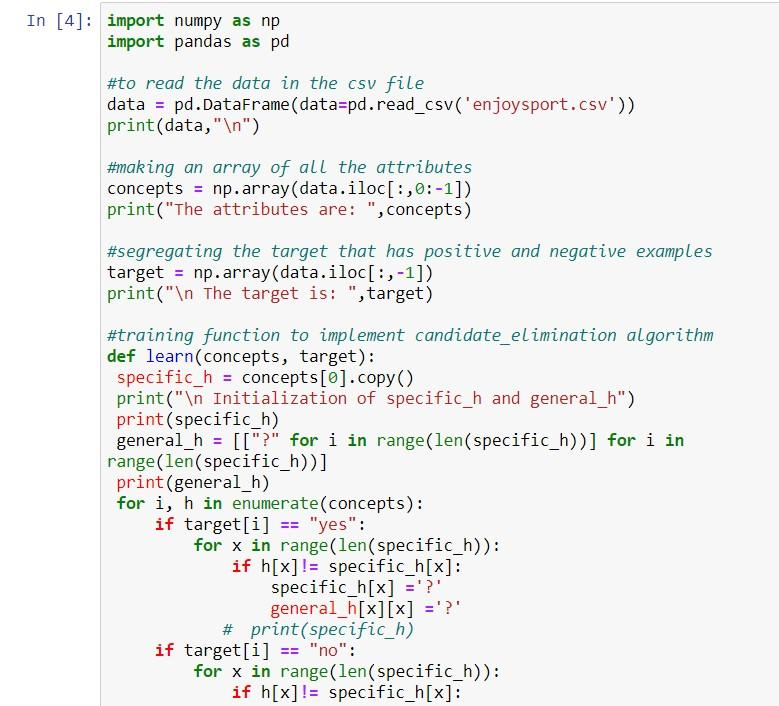 In [4]: import numpy as np
import pandas as pd
#to read the data in the csv file
data = pd.DataFrame(data=pd.read_csv('enjoysport.csv'))
print(data,"\n")
#making an array of all the attributes
concepts = np.array(data.iloc[:,0:-1])
print("The attributes are: ",concepts)
#segregating the target that has positive and negative examples
target = np.array(data.iloc[:,-1])
print("\n The target is: ",target)
#training function to implement candidate_elimination algorithm
def learn(concepts, target):
 specific_h = concepts[0].copy()
 print("\n Initialization of specific_h and general_h")
 print(specific_h)
 general_h = [["?" for i in range(len(specific_h))] for i in
range(len(specific_h))]
 print(general_h)
 for i, h in enumerate(concepts):
     if target[i] == "yes":
         for x in range(len(specific_h)):
             if h[x]!= specific_h[x]:
                 specific_h[x] ='?'
                 general_h[x][x] ='?'
            #  print(specific_h)
     if target[i] == "no":
         for x in range(len(specific_h)):
             if h[x]!= specific_h[x]: